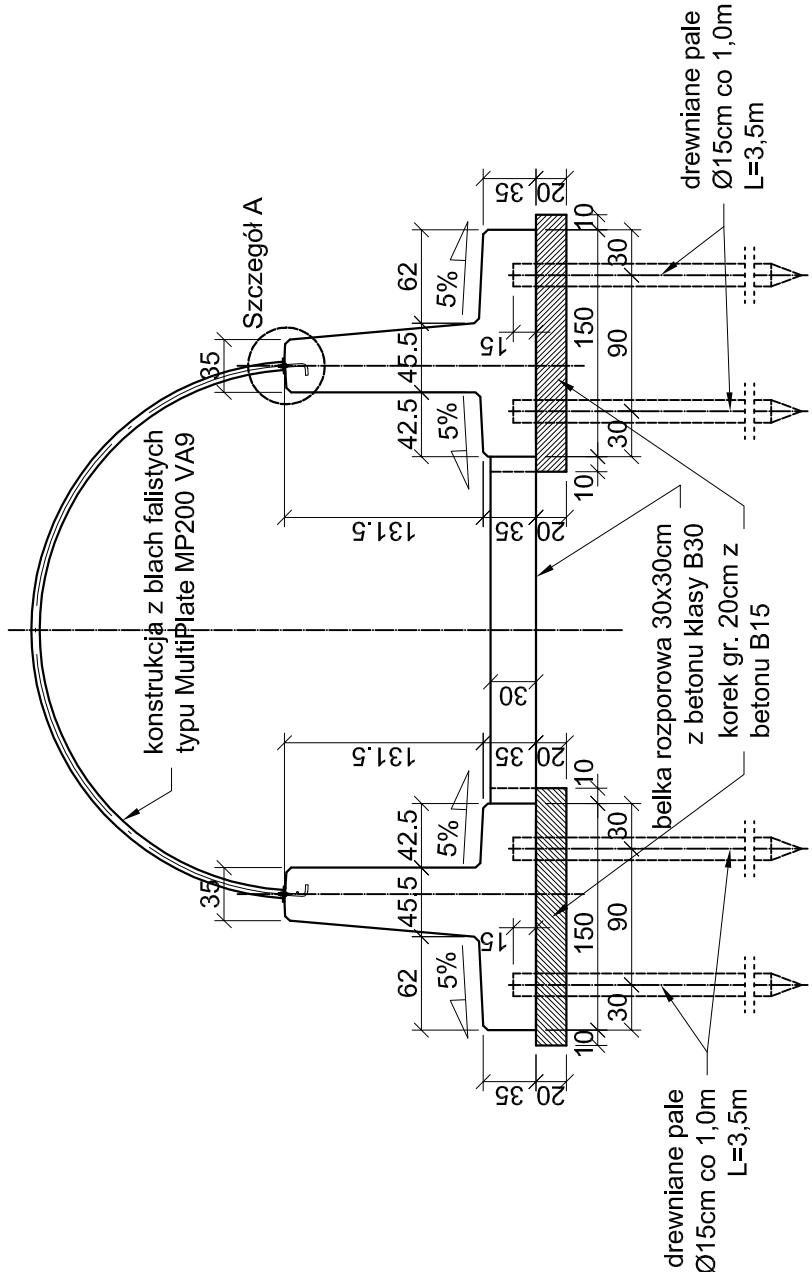 konstrukcja z blach falistych
typu MultiPlate MP200 VA9
Szczegół A
35
35
131.5
131.5
62
45.5
42.5
42.5
45.5
62
5%
5%
5%
5%
35
35
30
35
35
15
15
20
20
20
20
10
150
10
10
150
10
30
90
30
30
90
30
belka rozporowa 30x30cm
z betonu klasy B30
korek gr. 20cm z
betonu B15
drewniane pale
Ø15cm co 1,0m
L=3,5m
drewniane pale
Ø15cm co 1,0m
L=3,5m